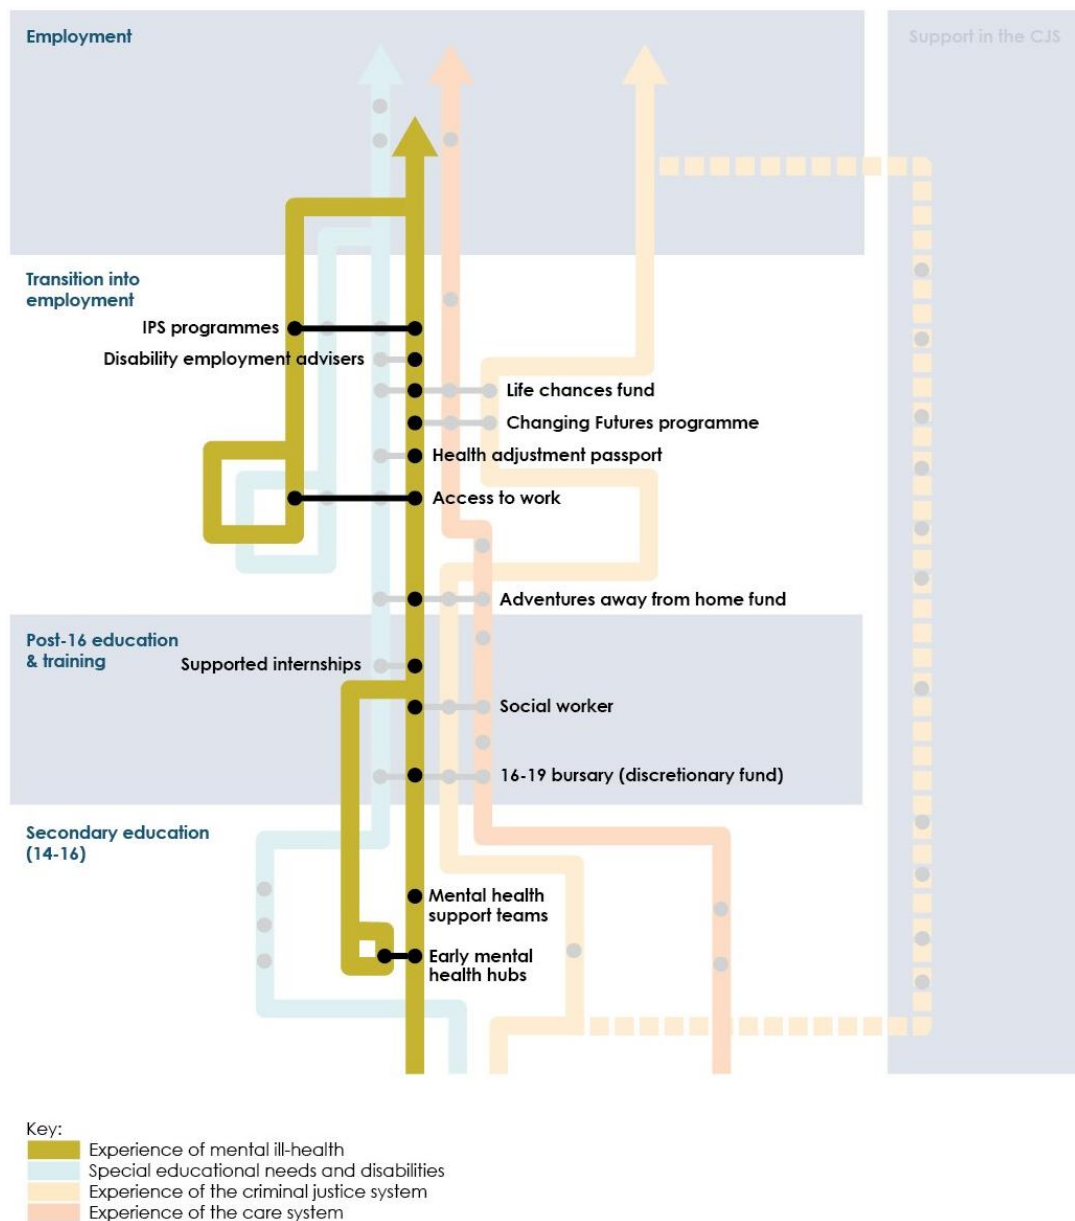 Employment
Support in the CJS
Transition into
employment
IPS programmes
Disability employment advisers
Life chances fund
Changing Futures programme
Health adjustment passport
Access to work
Adventures away from home fund
Post-16 education
& training
Supported internships
Social worker
16-19 bursary (discretionary fund)
Secondary education
(14-16)
Mental health
support teams
Early mental
health hubs
Key:
Experience of mental ill-health
Special educational needs and disabilities
Experience of the criminal justice system
Experience of the care system